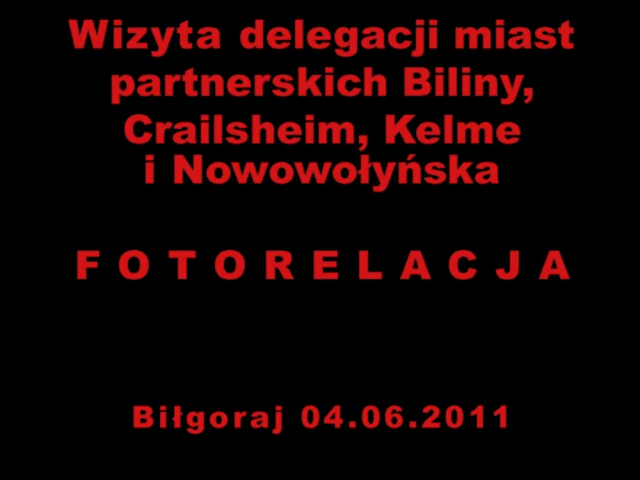 Wizyta delegacji miast
partnerskich Biliny,
Crailsheim, Kelme
i Nowowołyńska
F O T O R E L A C J A
Biłgoraj 04.06.2011